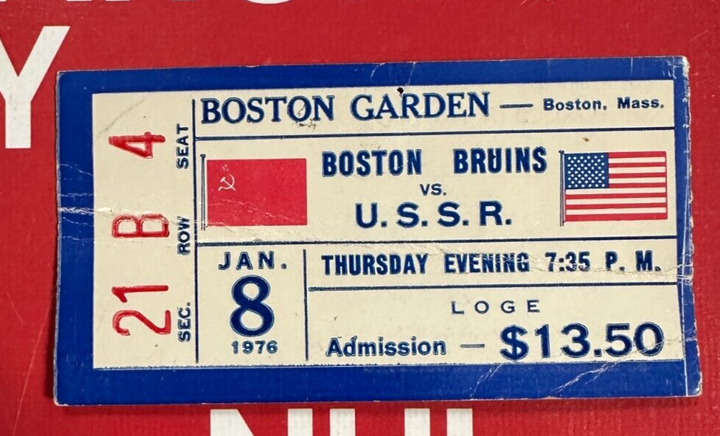 Y
BOSTON GARDEN — Boston, Mass.
BOSTON BRUINS
VS.
U.S.S.R.
JAN.
8
1976
THURSDAY EVENING 7:35 P. M.
LOGE
Admission — $13.50
SEC. ROW SEAT
21 B 4